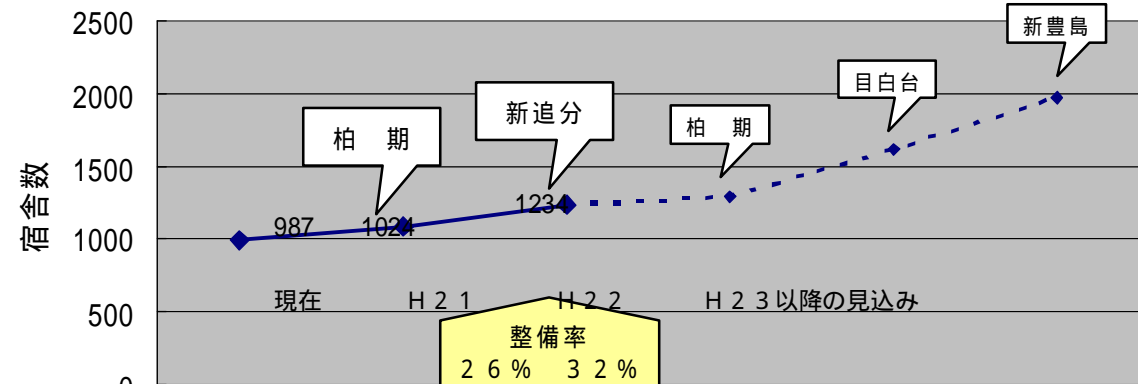 2500
2000
1500
1000
500
0
宿舎数
柏　期
新追分
柏　期
目白台
新豊島
987
1024
1234
現在
Ｈ２１
Ｈ２２
Ｈ２３以降の見込み
整備率
２６％　３２％